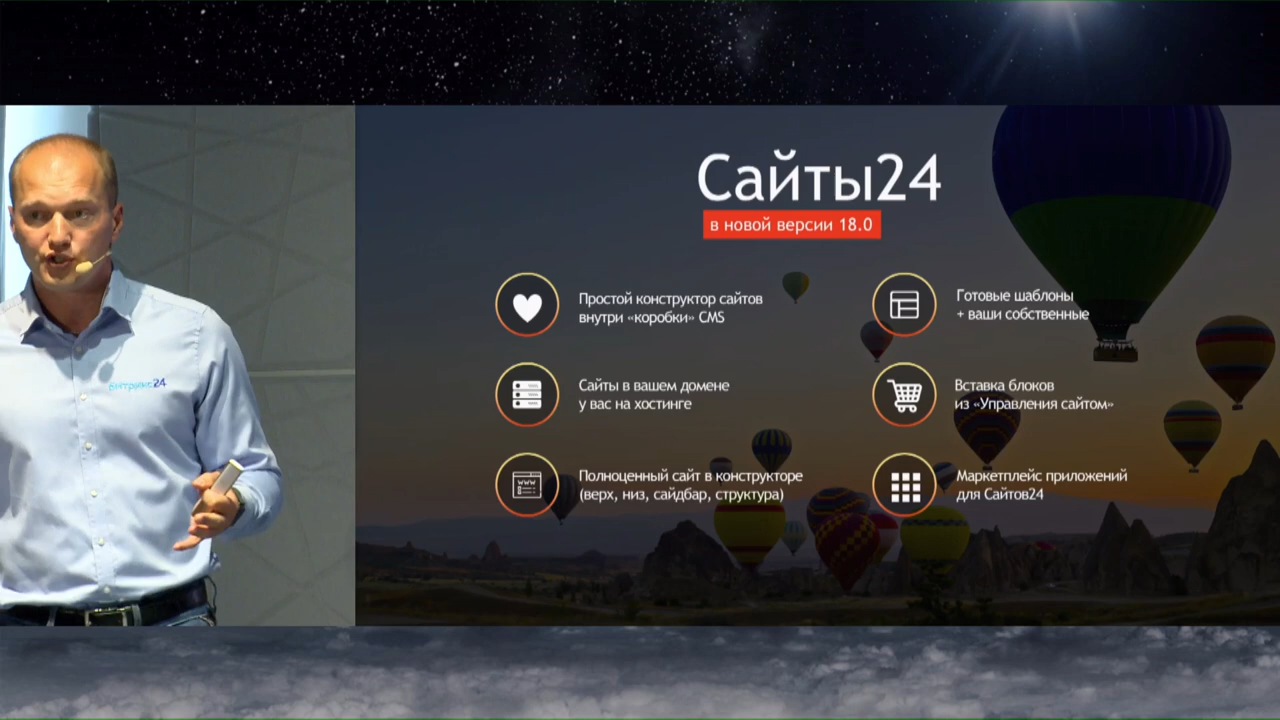 Сайты24
в новой версии 18.0
Простой конструктор сайтов
внутри «коробки» CMS
Готовые шаблоны
+ ваши собственные
Сайты в вашем домене
у вас на хостинге
Вставка блоков
из «Управления сайтом»
WWW
Полноценный сайт в конструкторе
(верх, низ, сайдбар, структура)
Маркетплейс приложений
для Сайтов24
битрикс24